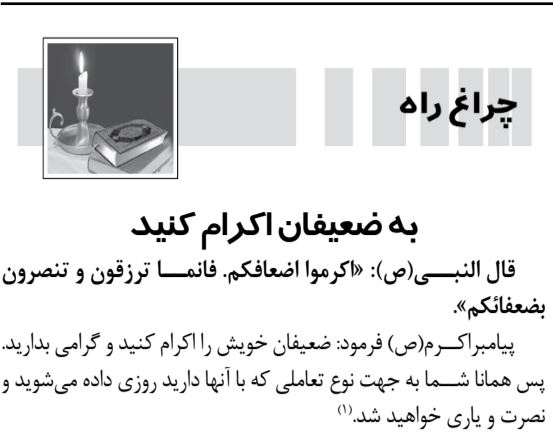 چراغ راه
به ضعیفان اکرام کنید
قال النبـــی(ص): «اکرموا اضعافکم. فانمـــا ترزقون و تنصرون
بضعفائکم».
پیامبراکـــرم(ص) فرمود: ضعیفان خویش را اکرام کنید و گرامی بدارید.
پس همانا شـــما به جهت نوع تعاملی که با آنها دارید روزی داده می‌شوید و
نصرت و یاری خواهید شد.(۱)